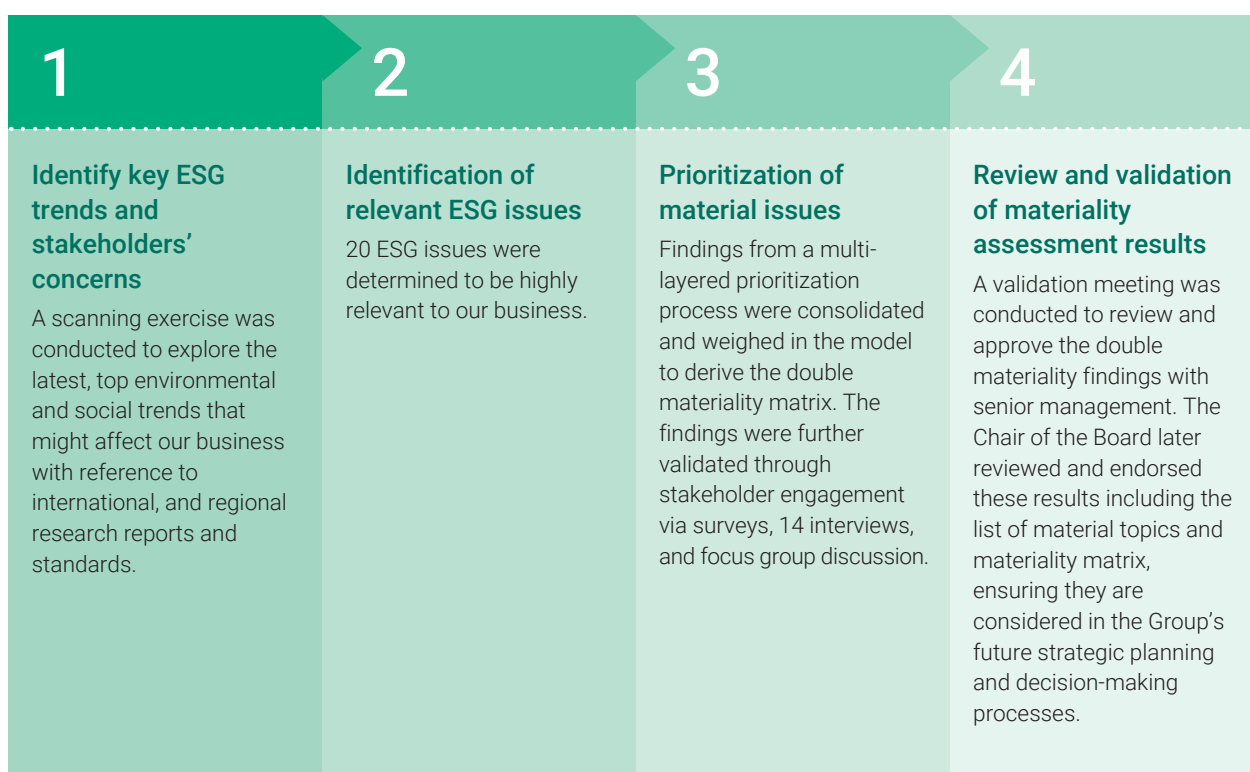 1
Identify key ESG
trends and
stakeholders’
concerns
A scanning exercise was
conducted to explore the
latest, top environmental
and social trends that
might affect our business
with reference to
international, and regional
research reports and
standards.
2
Identification of
relevant ESG issues
20 ESG issues were
determined to be highly
relevant to our business.
3
Prioritization of
material issues
Findings from a multi-
layered prioritization
process were consolidated
and weighed in the model
to derive the double
materiality matrix. The
findings were further
validated through
stakeholder engagement
via surveys, 14 interviews,
and focus group discussion.
4
Review and validation
of materiality
assessment results
A validation meeting was
conducted to review and
approve the double
materiality findings with
senior management. The
Chair of the Board later
reviewed and endorsed
these results including the
list of material topics and
materiality matrix,
ensuring they are
considered in the Group’s
future strategic planning
and decision-making
processes.